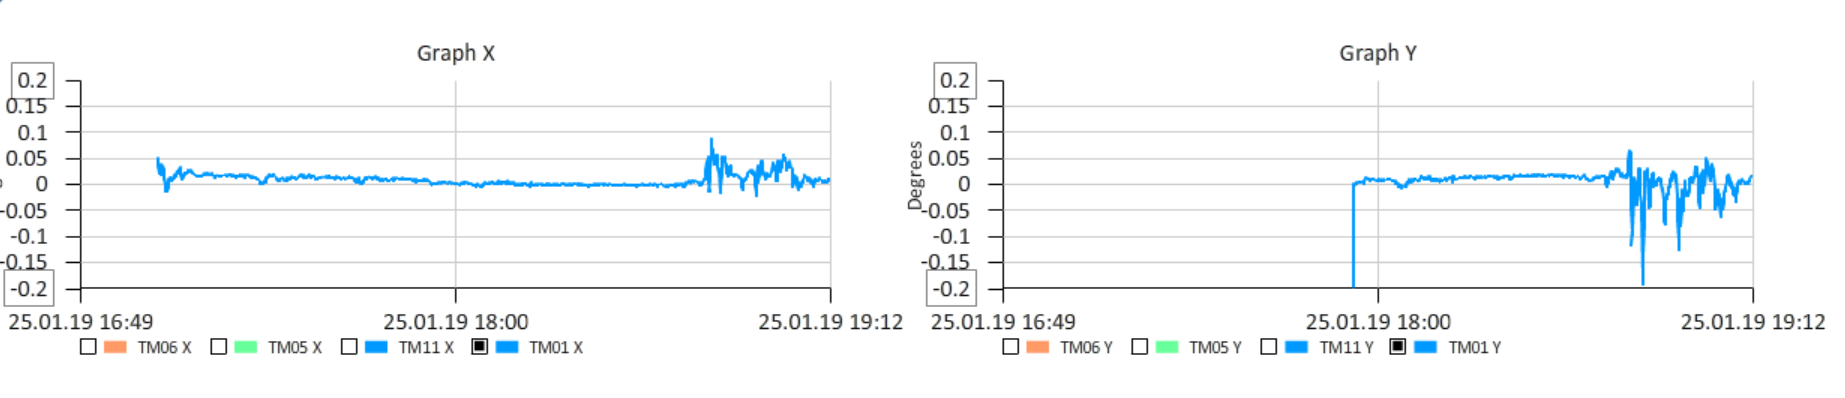 Graph X
0.2
0.15
0.1
0.05
0
-0.05
-0.1
-0.15
-0.2
25.01.19 16:49
25.01.19 18:00
25.01.19 19:12
TM06 X
TM05 X
TM11 X
TM01 X
Graph Y
Degrees
0.2
0.15
0.1
0.05
0
-0.05
-0.1
-0.15
-0.2
25.01.19 16:49
25.01.19 18:00
25.01.19 19:12
TM06 Y
TM05 Y
TM11 Y
TM01 Y